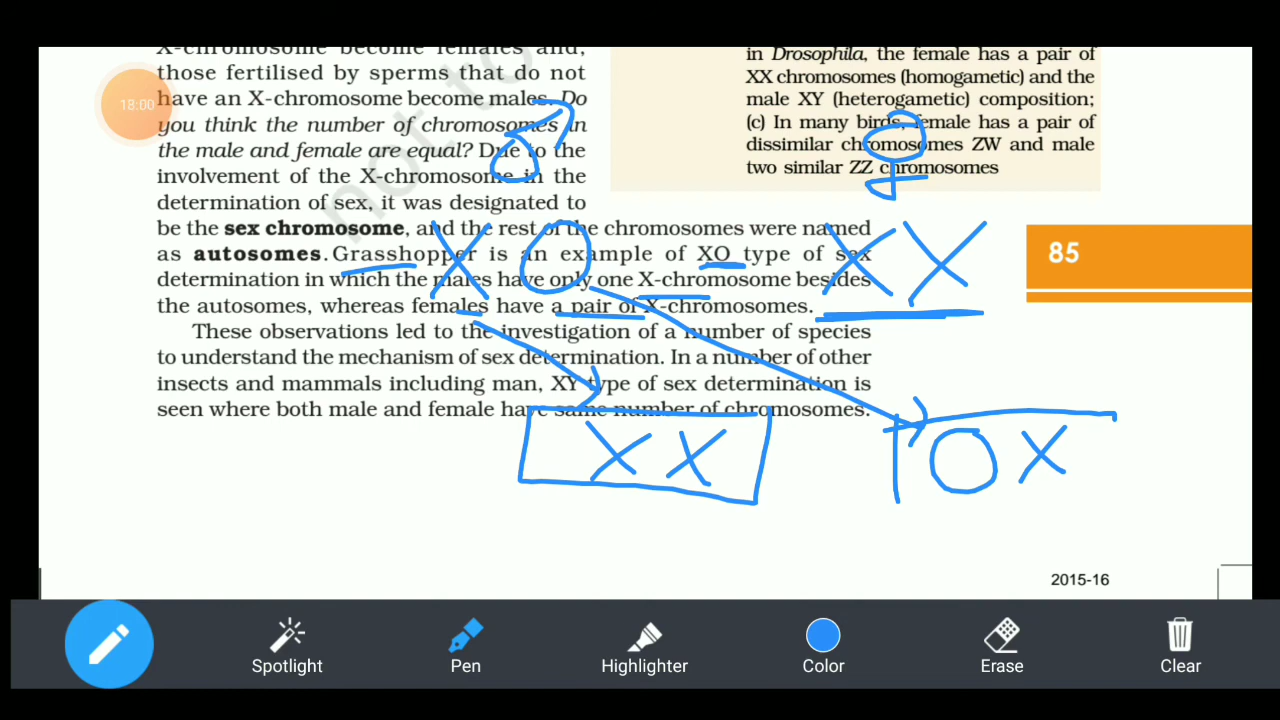 X-chromosome become females and,
those fertilised by sperms that do not
have an X-chromosome become males. Do
you think the number of chromosomes in
the male and female are equal? Due to the
involvement of the X-chromosome in the
determination of sex, it was designated to
be the sex chromosome, and the rest of the chromosomes were named
as autosomes. Grasshopper is an example of XO type of sex
determination in which the males have only one X-chromosome besides
the autosomes, whereas females have a pair of X-chromosomes.
These observations led to the investigation of a number of species
to understand the mechanism of sex determination. In a number of other
insects and mammals including man, XY type of sex determination is
seen where both male and female have same number of chromosomes.
in Drosophila, the female has a pair of
XX chromosomes (homogametic) and the
male XY (heterogametic) composition;
(c) In many birds, female has a pair of
dissimilar chromosomes ZW and male
two similar ZZ chromosomes
85
not to
18:00
♂
♀
XO
XX
XX
OX
2015-16
Spotlight
Pen
Highlighter
Color
Erase
Clear